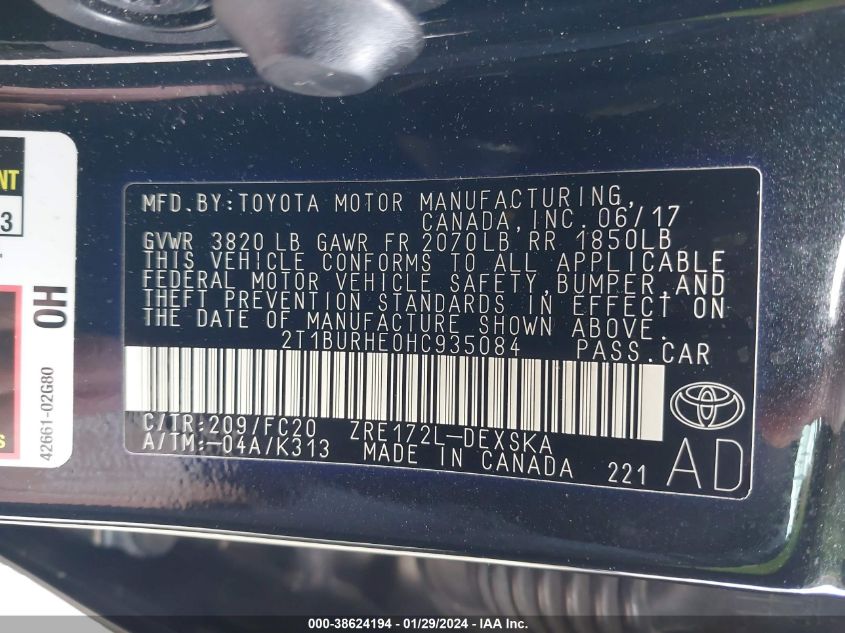 NT
3
OH
42661-02G80
S
MFD.BY:TOYOTA MOTOR MANUFACTURING,
CANADA,INC. 06/17
GVWR 3820 LB GAWR FR 2070LB RR 1850LB
THIS VEHICLE CONFORMS TO ALL APPLICABLE
FEDERAL MOTOR VEHICLE SAFETY,BUMPER,AND
THEFT PREVENTION STANDARDS IN EFFECT ON
THE DATE OF MANUFACTURE SHOWN ABOVE.
2T1BURHE0HC935084 PASS.CAR
C/TR:209/FC20 ZRE172L-DEXSKA
A/TM:-04A/K313 MADE IN CANADA 221
AD
000-38624194 - 01/29/2024 - IAA Inc.